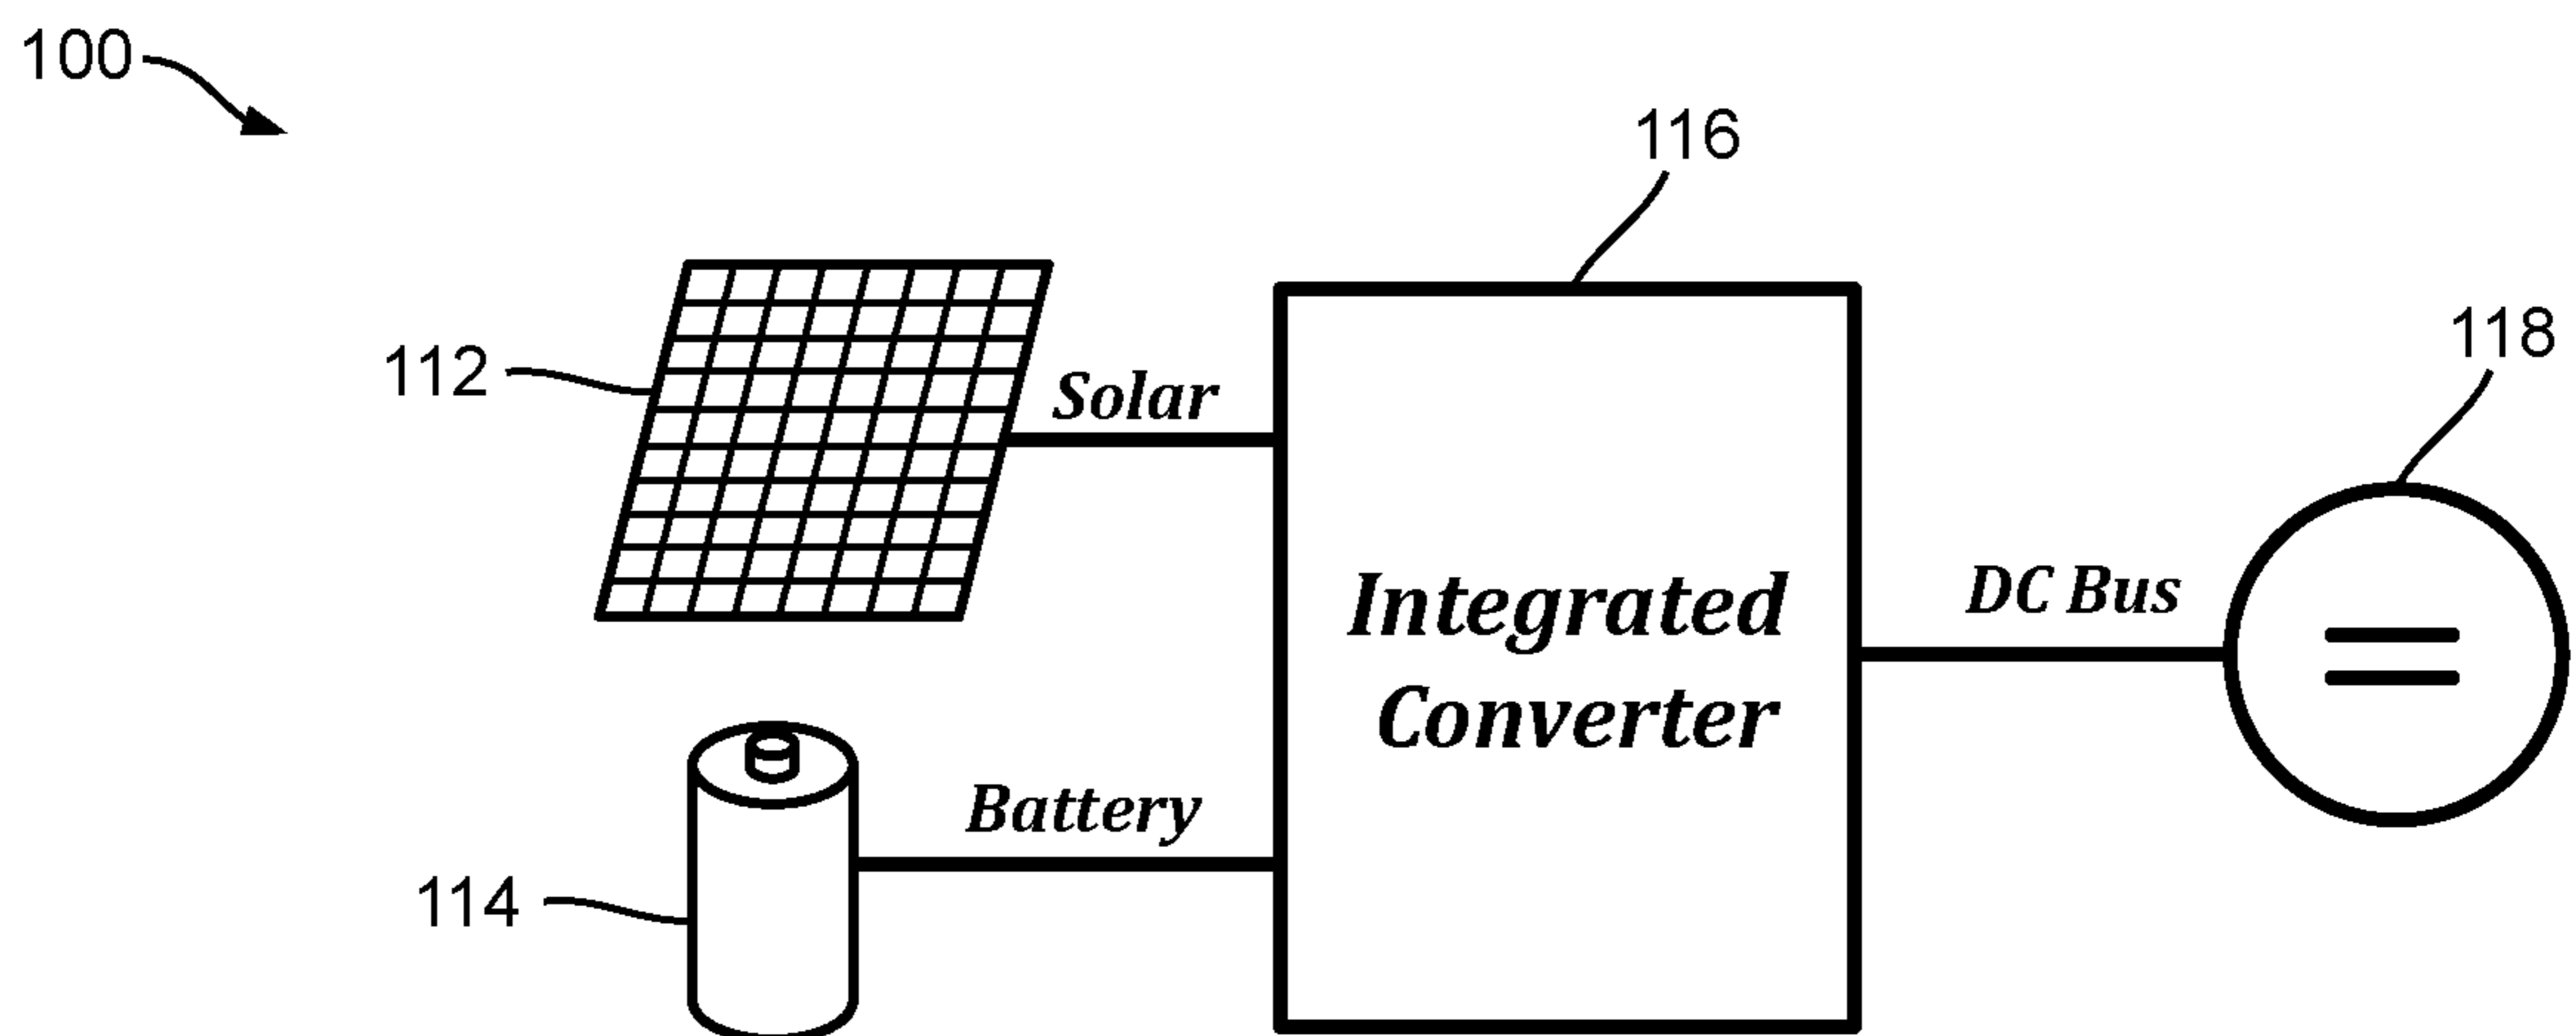 100
116
118
112
Solar
DC Bus
Integrated
Converter
Battery
114